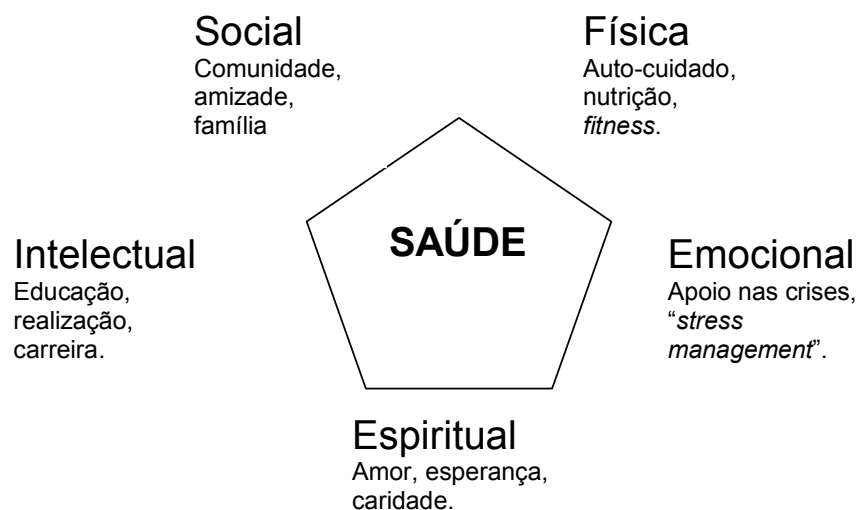 Social
Comunidade,
amizade,
família
Física
Auto-cuidado,
nutrição,
fitness.
SAÚDE
Intelectual
Educação,
realização,
carreira.
Emocional
Apoio nas crises,
“stress
management”.
Espiritual
Amor, esperança,
caridade.